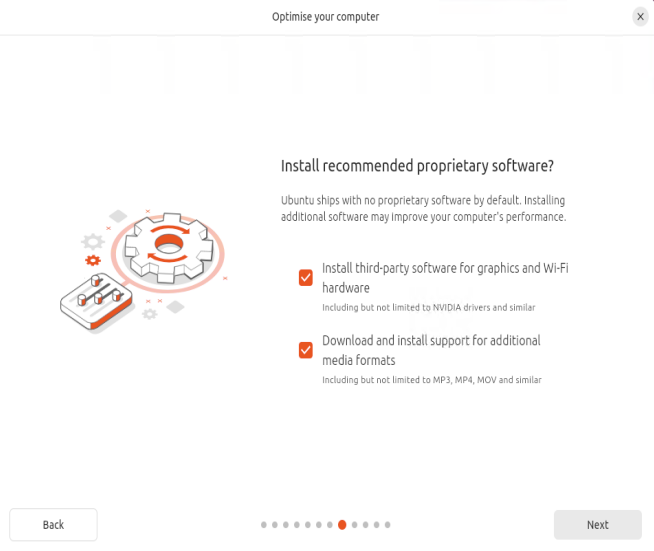 Optimise your computer
X
Install recommended proprietary software?
Ubuntu ships with no proprietary software by default. Installing
additional software may improve your computer's performance.
Install third-party software for graphics and Wi-Fi
hardware
Including but not limited to NVIDIA drivers and similar
Download and install support for additional
media formats
Including but not limited to MP3, MP4, MOV and similar
Back
Next